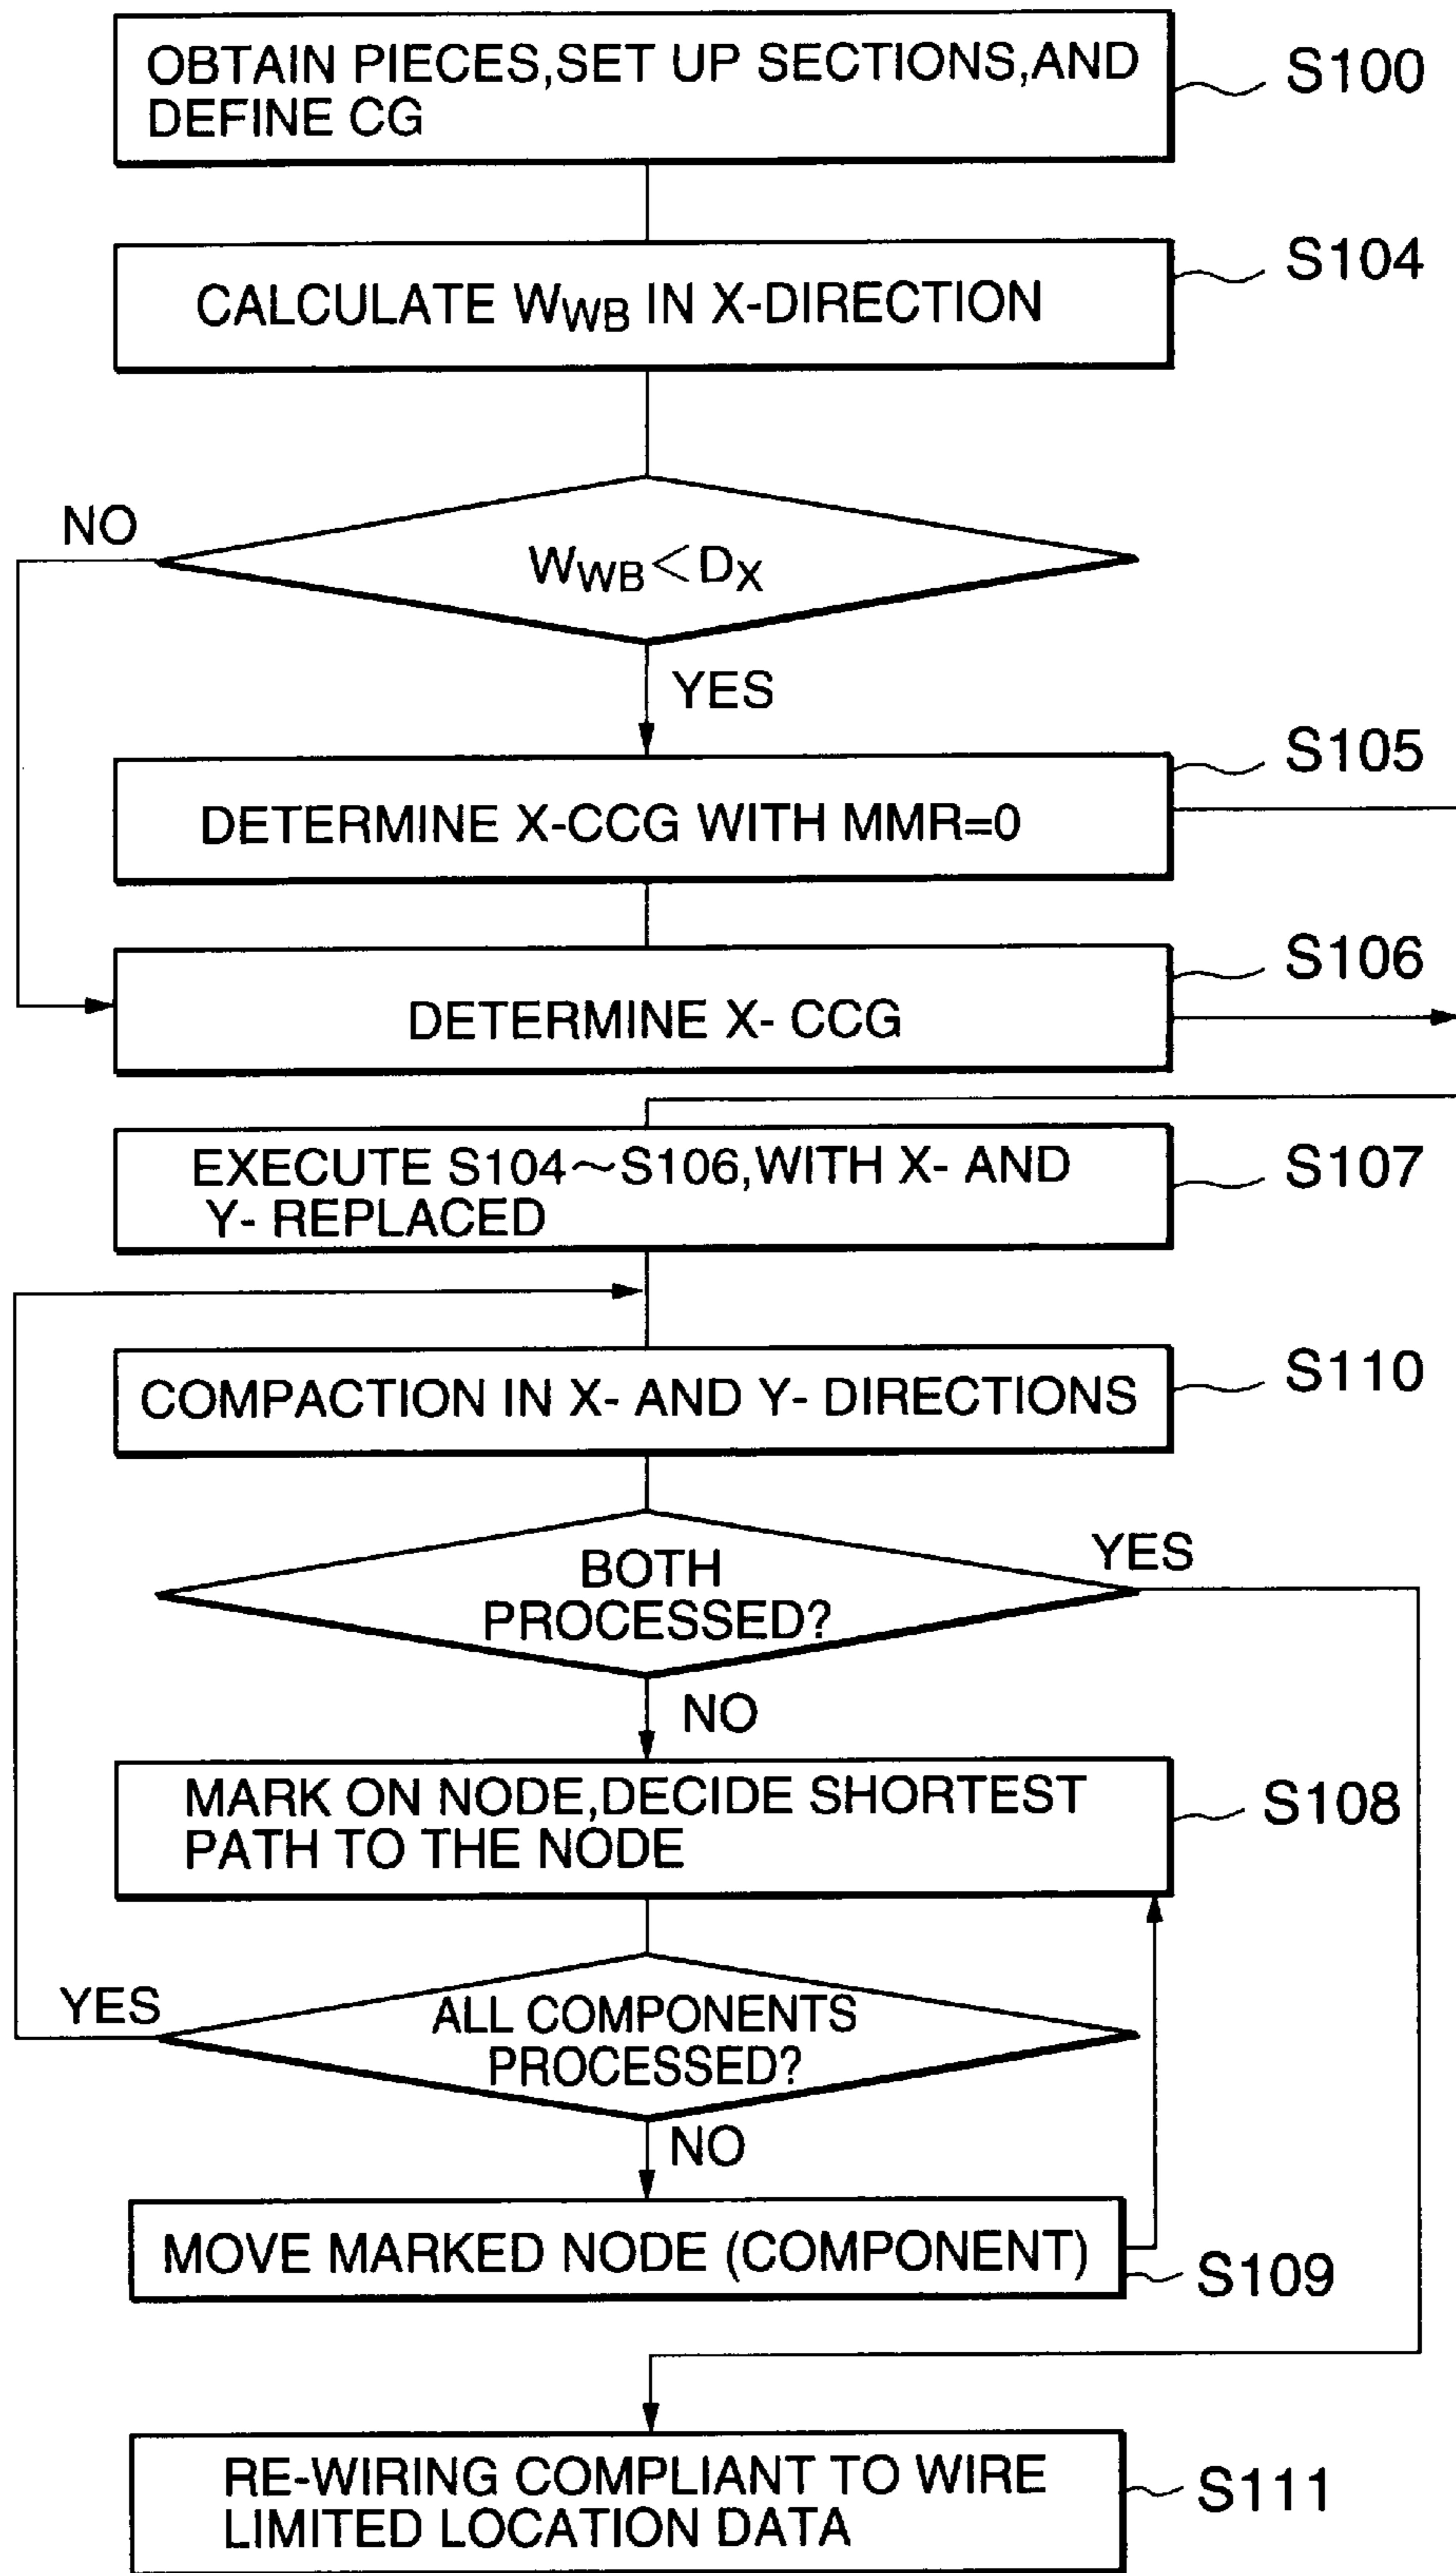 OBTAIN PIECES,SET UP SECTIONS,AND
DEFINE CG
S100
CALCULATE WWB IN X-DIRECTION
S104
NO
WWB<DX
YES
DETERMINE X-CCG WITH MMR=0
S105
DETERMINE X- CCG
S106
EXECUTE S104~S106,WITH X- AND
Y- REPLACED
S107
COMPACTION IN X- AND Y- DIRECTIONS
S110
BOTH
PROCESSED?
YES
NO
MARK ON NODE,DECIDE SHORTEST
PATH TO THE NODE
S108
YES
ALL COMPONENTS
PROCESSED?
NO
MOVE MARKED NODE (COMPONENT)
S109
RE-WIRING COMPLIANT TO WIRE
LIMITED LOCATION DATA
S111